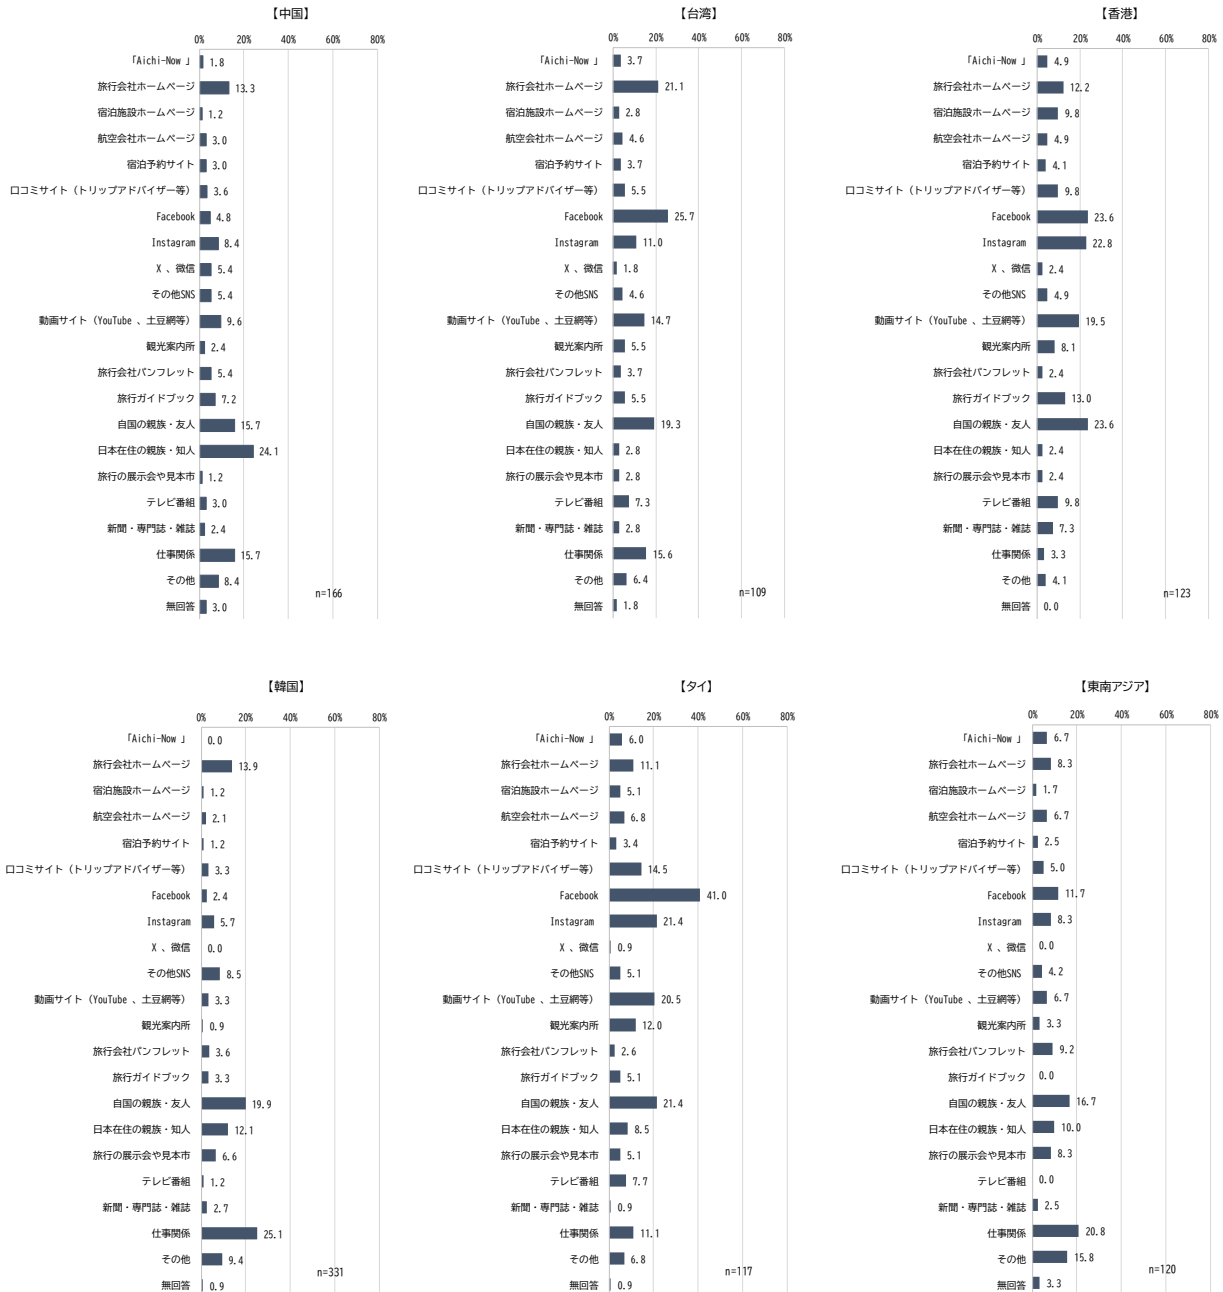 【中国】
0% 20% 40% 60% 80%
「Aichi-Now 」 1.8
旅行会社ホームページ 13.3
宿泊施設ホームページ 1.2
航空会社ホームページ 3.0
宿泊予約サイト 3.0
口コミサイト（トリップアドバイザー等） 3.6
Facebook 4.8
Instagram 8.4
X 、微信 5.4
その他SNS 5.4
動画サイト（YouTube 、土豆網等） 9.6
観光案内所 2.4
旅行会社パンフレット 5.4
旅行ガイドブック 7.2
自国の親族・友人 15.7
日本在住の親族・知人 24.1
旅行の展示会や見本市 1.2
テレビ番組 3.0
新聞・専門誌・雑誌 2.4
仕事関係 15.7
その他 8.4
無回答 3.0
n=166
【台湾】
0% 20% 40% 60% 80%
「Aichi-Now 」 3.7
旅行会社ホームページ 21.1
宿泊施設ホームページ 2.8
航空会社ホームページ 4.6
宿泊予約サイト 3.7
口コミサイト（トリップアドバイザー等） 5.5
Facebook 25.7
Instagram 11.0
X 、微信 1.8
その他SNS 4.6
動画サイト（YouTube 、土豆網等） 14.7
観光案内所 5.5
旅行会社パンフレット 3.7
旅行ガイドブック 5.5
自国の親族・友人 19.3
日本在住の親族・知人 2.8
旅行の展示会や見本市 2.8
テレビ番組 7.3
新聞・専門誌・雑誌 2.8
仕事関係 15.6
その他 6.4
無回答 1.8
n=109
【香港】
0% 20% 40% 60% 80%
「Aichi-Now 」 4.9
旅行会社ホームページ 12.2
宿泊施設ホームページ 9.8
航空会社ホームページ 4.9
宿泊予約サイト 4.1
口コミサイト（トリップアドバイザー等） 9.8
Facebook 23.6
Instagram 22.8
X 、微信 2.4
その他SNS 4.9
動画サイト（YouTube 、土豆網等） 19.5
観光案内所 8.1
旅行会社パンフレット 2.4
旅行ガイドブック 13.0
自国の親族・友人 23.6
日本在住の親族・知人 2.4
旅行の展示会や見本市 2.4
テレビ番組 9.8
新聞・専門誌・雑誌 7.3
仕事関係 3.3
その他 4.1
無回答 0.0
n=123
【韓国】
0% 20% 40% 60% 80%
「Aichi-Now 」 0.0
旅行会社ホームページ 13.9
宿泊施設ホームページ 1.2
航空会社ホームページ 2.1
宿泊予約サイト 1.2
口コミサイト（トリップアドバイザー等） 3.3
Facebook 2.4
Instagram 5.7
X 、微信 0.0
その他SNS 8.5
動画サイト（YouTube 、土豆網等） 3.3
観光案内所 0.9
旅行会社パンフレット 3.6
旅行ガイドブック 3.3
自国の親族・友人 19.9
日本在住の親族・知人 12.1
旅行の展示会や見本市 6.6
テレビ番組 1.2
新聞・専門誌・雑誌 2.7
仕事関係 25.1
その他 9.4
無回答 0.9
n=331
【タイ】
0% 20% 40% 60% 80%
「Aichi-Now 」 6.0
旅行会社ホームページ 11.1
宿泊施設ホームページ 5.1
航空会社ホームページ 6.8
宿泊予約サイト 3.4
口コミサイト（トリップアドバイザー等） 14.5
Facebook 41.0
Instagram 21.4
X 、微信 0.9
その他SNS 5.1
動画サイト（YouTube 、土豆網等） 20.5
観光案内所 12.0
旅行会社パンフレット 2.6
旅行ガイドブック 5.1
自国の親族・友人 21.4
日本在住の親族・知人 8.5
旅行の展示会や見本市 5.1
テレビ番組 7.7
新聞・専門誌・雑誌 0.9
仕事関係 11.1
その他 6.8
無回答 0.9
n=117
【東南アジア】
0% 20% 40% 60% 80%
「Aichi-Now 」 6.7
旅行会社ホームページ 8.3
宿泊施設ホームページ 1.7
航空会社ホームページ 6.7
宿泊予約サイト 2.5
口コミサイト（トリップアドバイザー等） 5.0
Facebook 11.7
Instagram 8.3
X 、微信 0.0
その他SNS 4.2
動画サイト（YouTube 、土豆網等） 6.7
観光案内所 3.3
旅行会社パンフレット 9.2
旅行ガイドブック 0.0
自国の親族・友人 16.7
日本在住の親族・知人 10.0
旅行の展示会や見本市 8.3
テレビ番組 0.0
新聞・専門誌・雑誌 2.5
仕事関係 20.8
その他 15.8
無回答 3.3
n=120